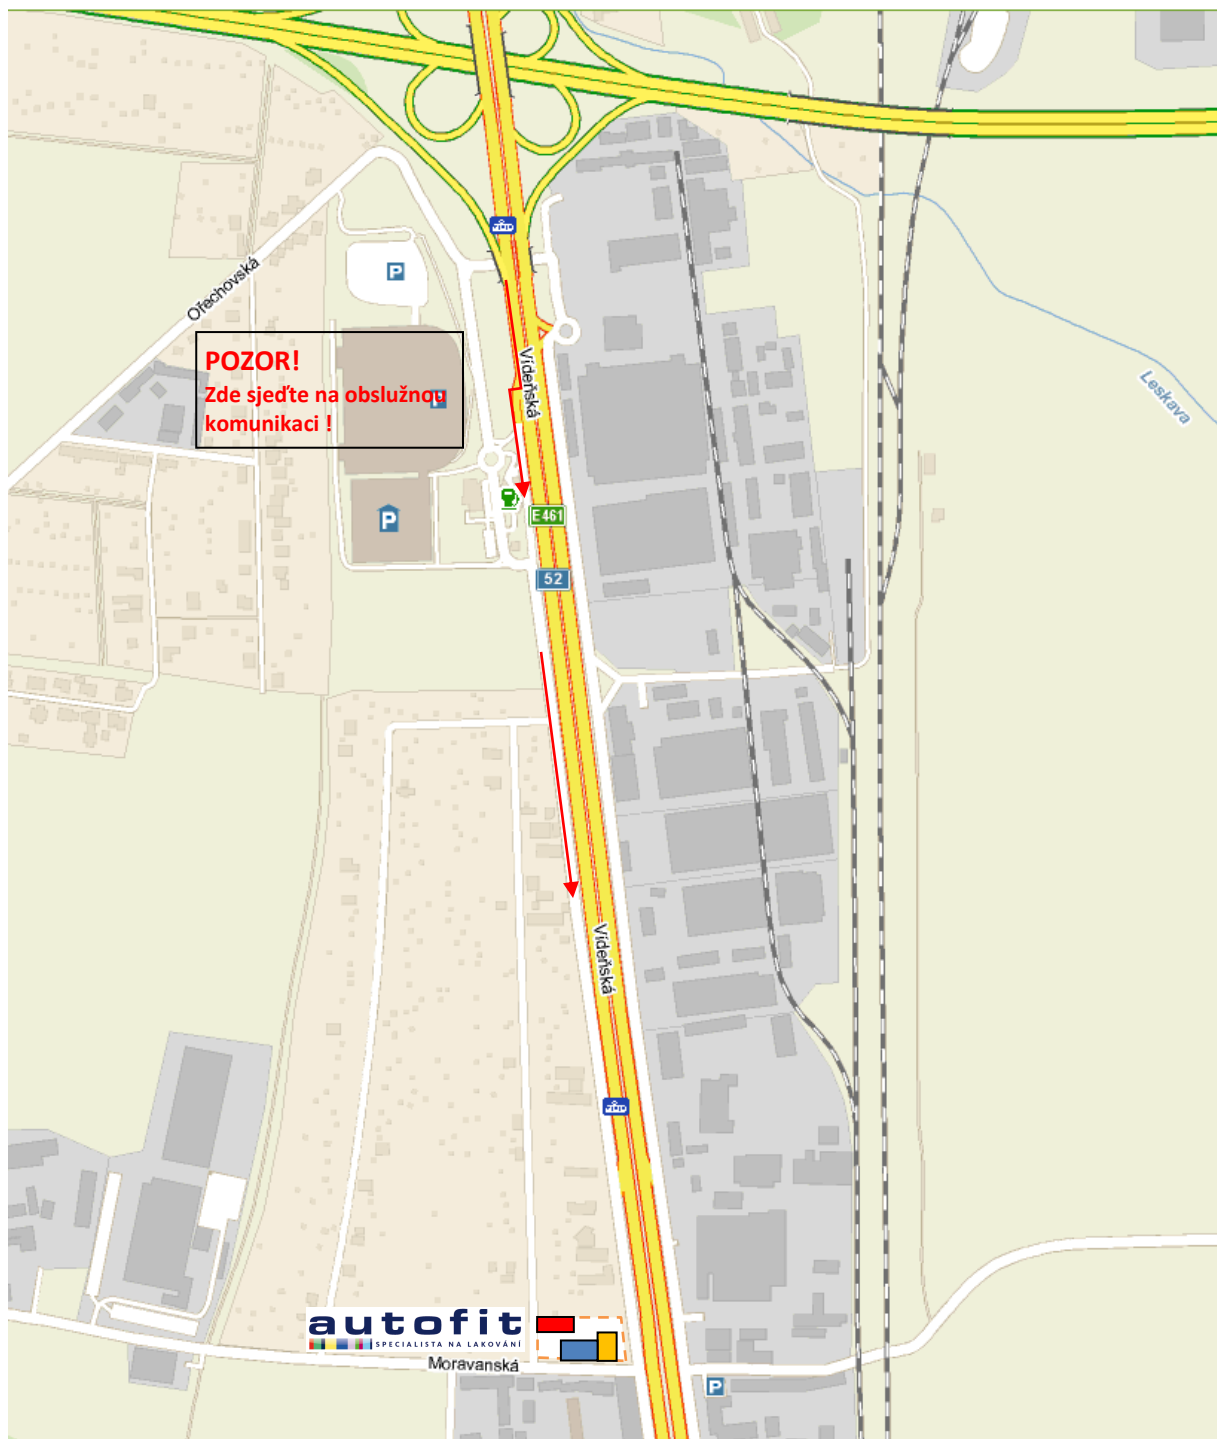 P
Ořechovská
POZOR!
Zde sjeďte na obslužnou
komunikaci !
P
Vídeňská
Leskava
P
E461
52
Vídeňská
autofit
SPECIALISTA NA LAKOVÁNÍ
Moravanská
P